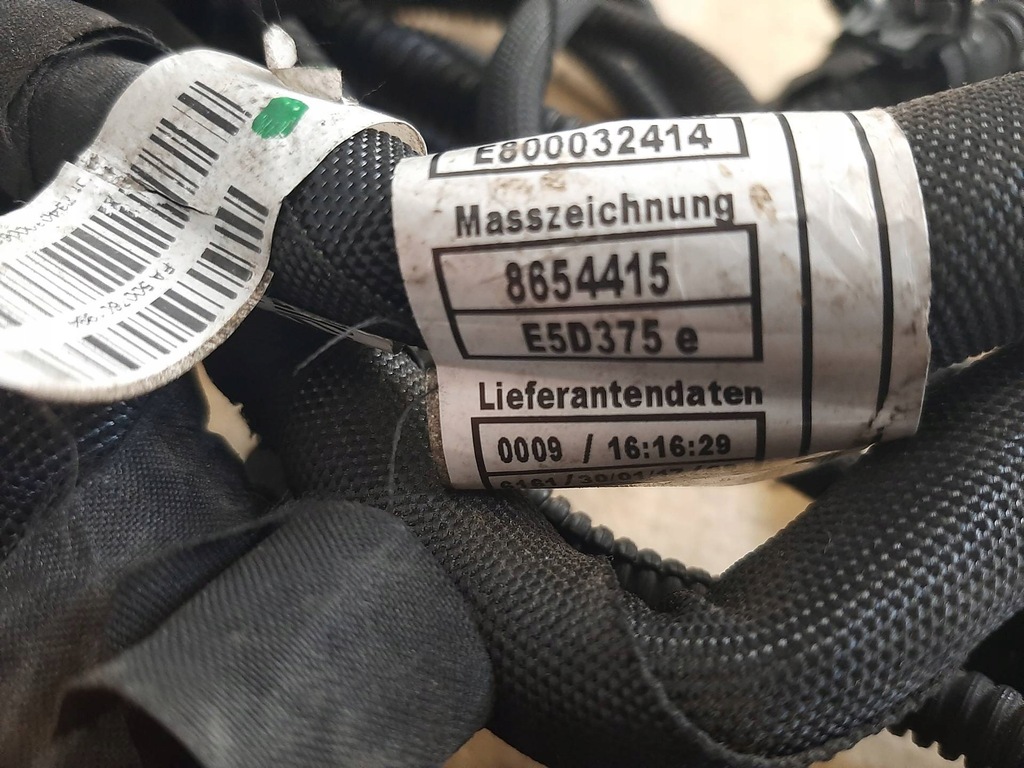 E800032414
Masszeichnung
8654415
E5D375 e
Lieferantendaten
0009 / 16:16:29